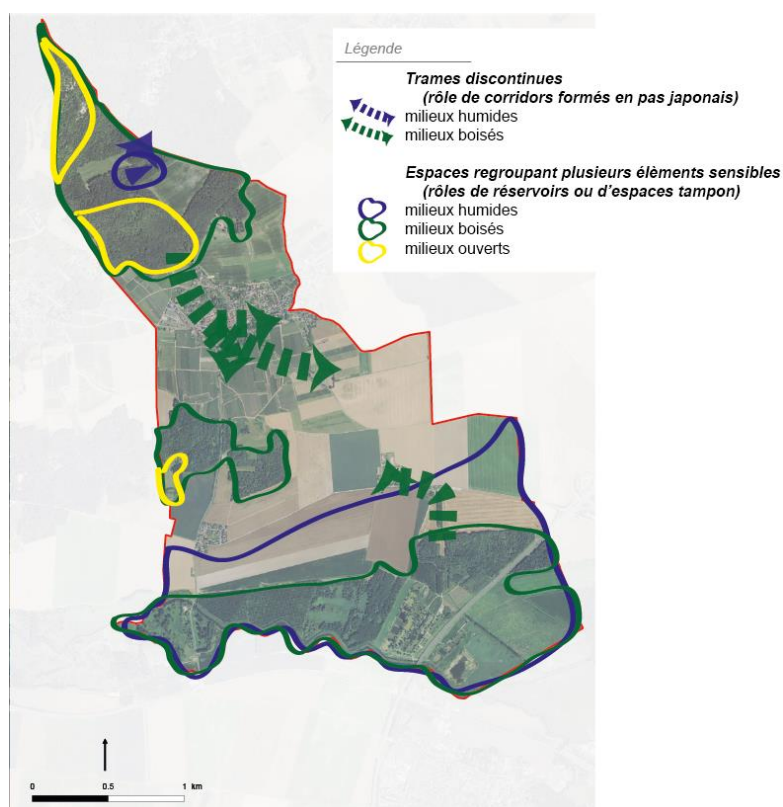 Légende
Trames discontinues
(rôle de corridors formés en pas japonais)
milieux humides
milieux boisés
Espaces regroupant plusieurs élèments sensibles
(rôles de réservoirs ou d'espaces tampon)
milieux humides
milieux boisés
milieux ouverts
0 0.5 1 km